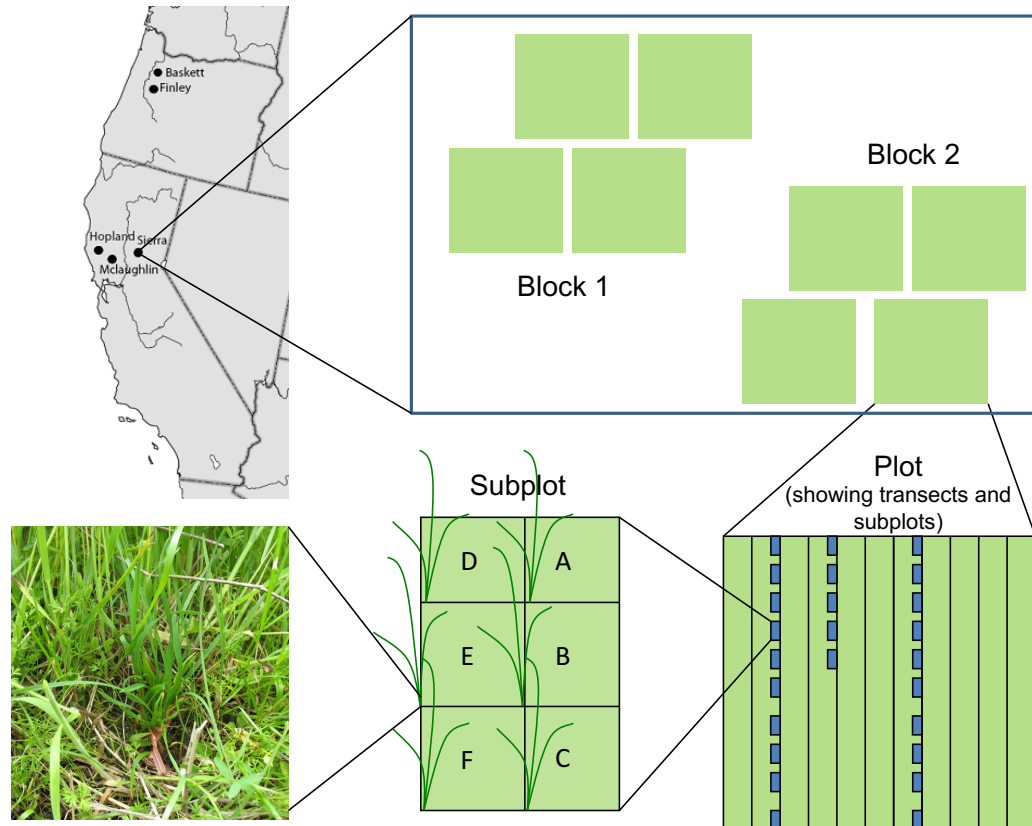 Baskett
Finley
Hopland
Sierra
Mclaughlin
Block 1
Block 2
Plot
(showing transects and
subplots)
Subplot
D A
E B
F C